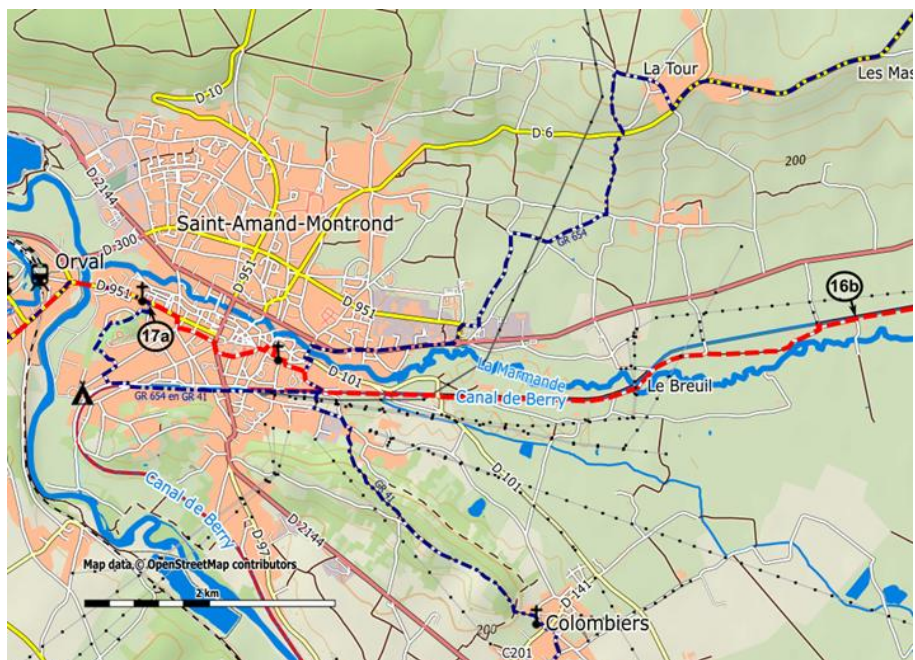 La Tour
Les Mas
D 10
D 6
200
D 2144
Saint-Amand-Montrond
GR 654
D 300
D 951
Orval
D 951
16b
D 951
17a
La Marmande
D 101
Le Breuil
Canal de Berry
GR 654 en GR 41
D 101
GR 41
Canal de Berry
D 97
D 2144
Map data, © OpenStreetMap contributors
2 km
D 141
200
Colombiers
C201